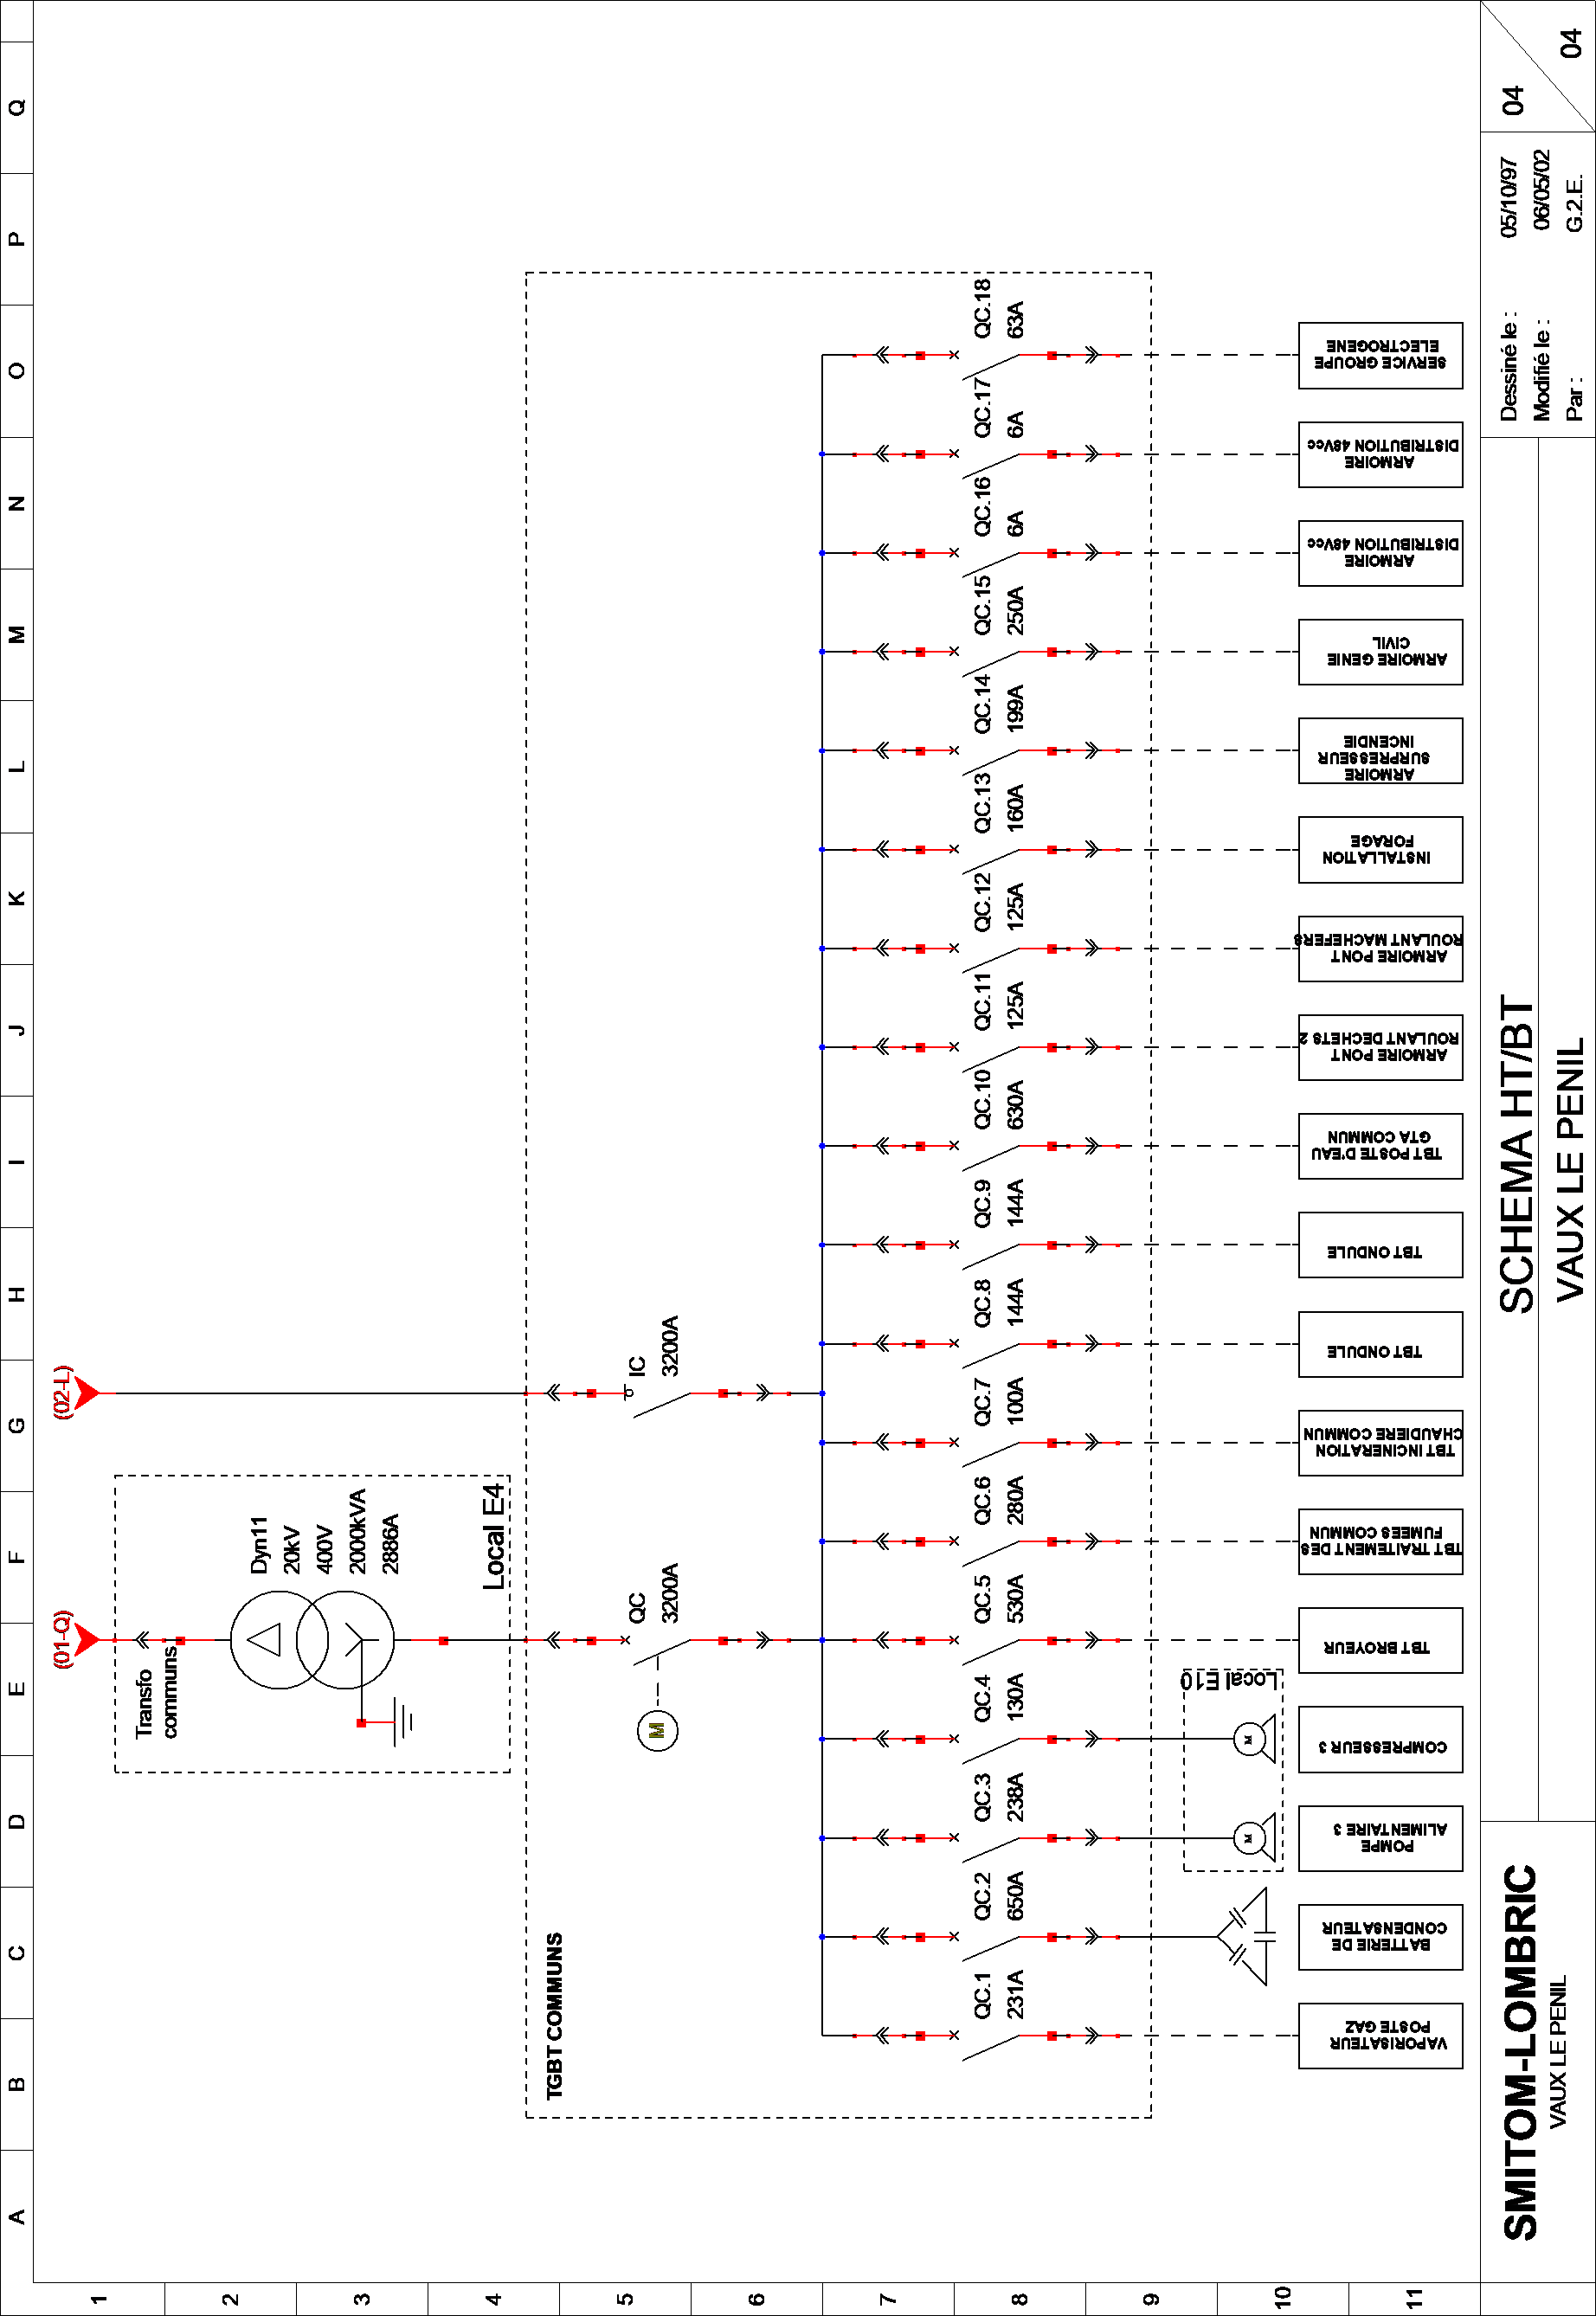 A B C D E F G H I J K L M N O P Q
1
2
3
4
5
6
7
8
9
10
11
(01-Q)
(02-L)
Transfo
communs
Dyn11
20kV
400V
2000kVA
2886A
Local E4
TGBT COMMUNS
M
QC
3200A
IC
3200A
QC.1
231A
QC.2
650A
QC.3
238A
QC.4
130A
QC.5
530A
QC.6
280A
QC.7
100A
QC.8
144A
QC.9
144A
QC.10
630A
QC.11
125A
QC.12
125A
QC.13
160A
QC.14
199A
QC.15
250A
QC.16
6A
QC.17
6A
QC.18
63A
M
M
Local E10
VAPORISATEUR
POSTE GAZ
BATTERIE DE
CONDENSATEUR
POMPE
ALIMENTAIRE 3
COMPRESSEUR 3
TBT BROYEUR
TBT TRAITEMENT DES
FUMEES COMMUN
TBT INCINERATION
CHAUDIERE COMMUN
TBT ONDULE
TBT ONDULE
TBT POSTE D'EAU
GTA COMMUN
ARMOIRE PONT
ROULANT DECHETS 2
ARMOIRE PONT
ROULANT MACHEFERS
INSTALLATION
FORAGE
ARMOIRE
SURPRESSEUR
INCENDIE
ARMOIRE GENIE
CIVIL
ARMOIRE
DISTRIBUTION 48Vcc
ARMOIRE
DISTRIBUTION 48Vcc
SERVICE GROUPE
ELECTROGENE
SMITOM-LOMBRIC
VAUX LE PENIL
SCHEMA HT/BT
VAUX LE PENIL
Dessiné le : 05/10/97
Modifié le : 06/05/02
Par : G.2.E.
04
04